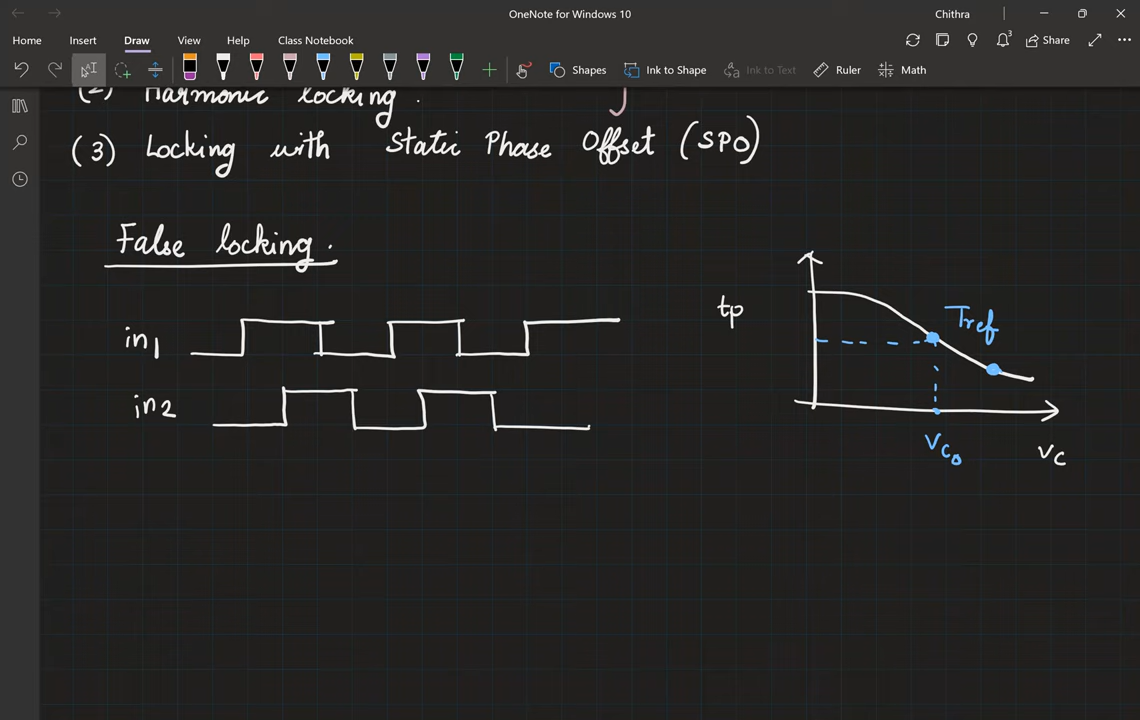 OneNote for Windows 10
Chithra
Home Insert Draw View Help Class Notebook
3
Share
Shapes Ink to Shape Ink to Text Ruler Math
(2) Harmonic locking.
(3) Locking with Static Phase Offset (SPO)
False locking.
in1
in2
tp
Tref
Vc0
Vc